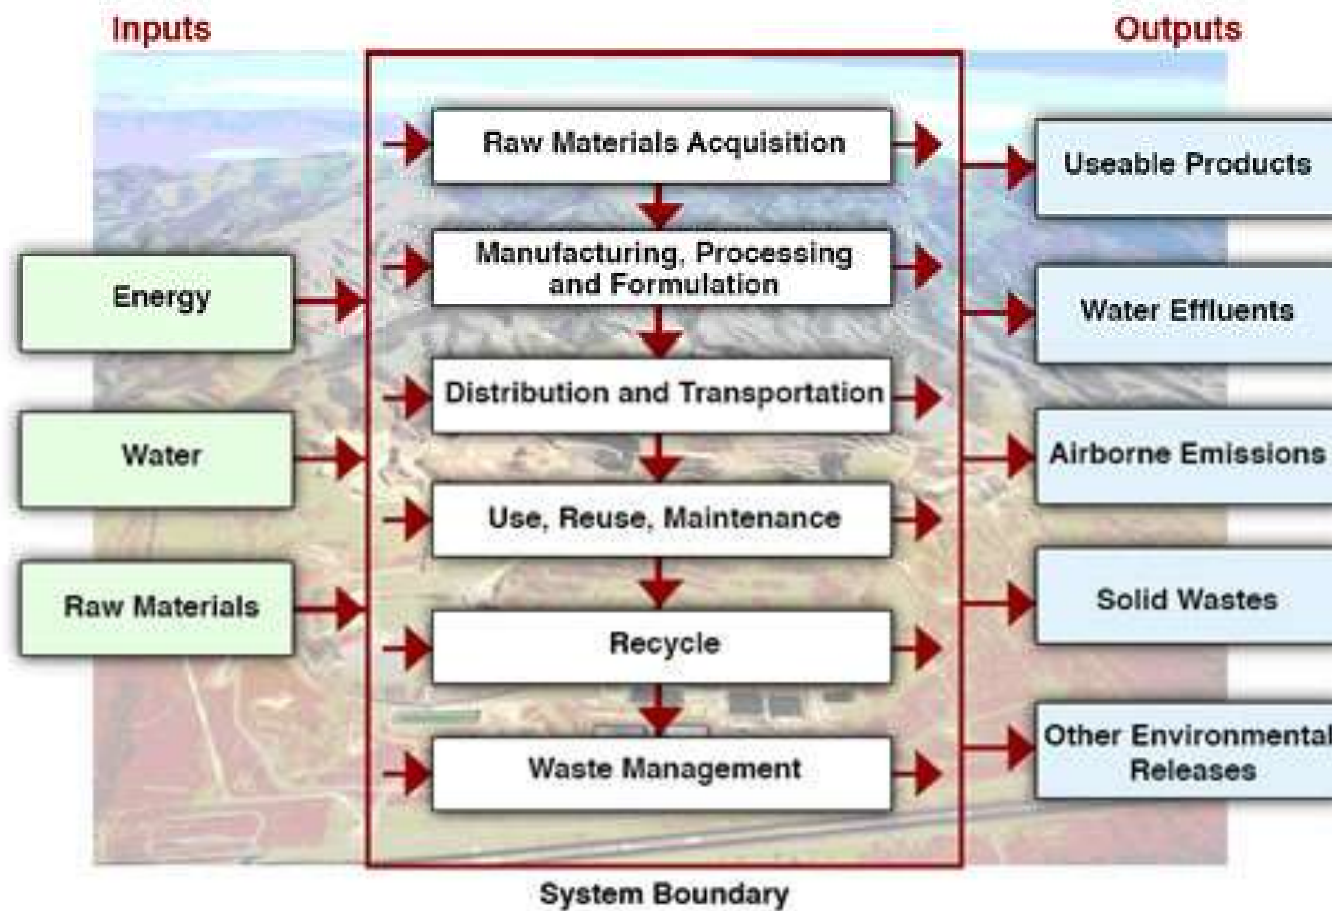 Inputs
Outputs
Raw Materials Acquisition
Useable Products
Manufacturing, Processing
and Formulation
Energy
Water Effluents
Distribution and Transportation
Water
Airborne Emissions
Use, Reuse, Maintenance
Raw Materials
Solid Wastes
Recycle
Other Environmental
Releases
Waste Management
System Boundary